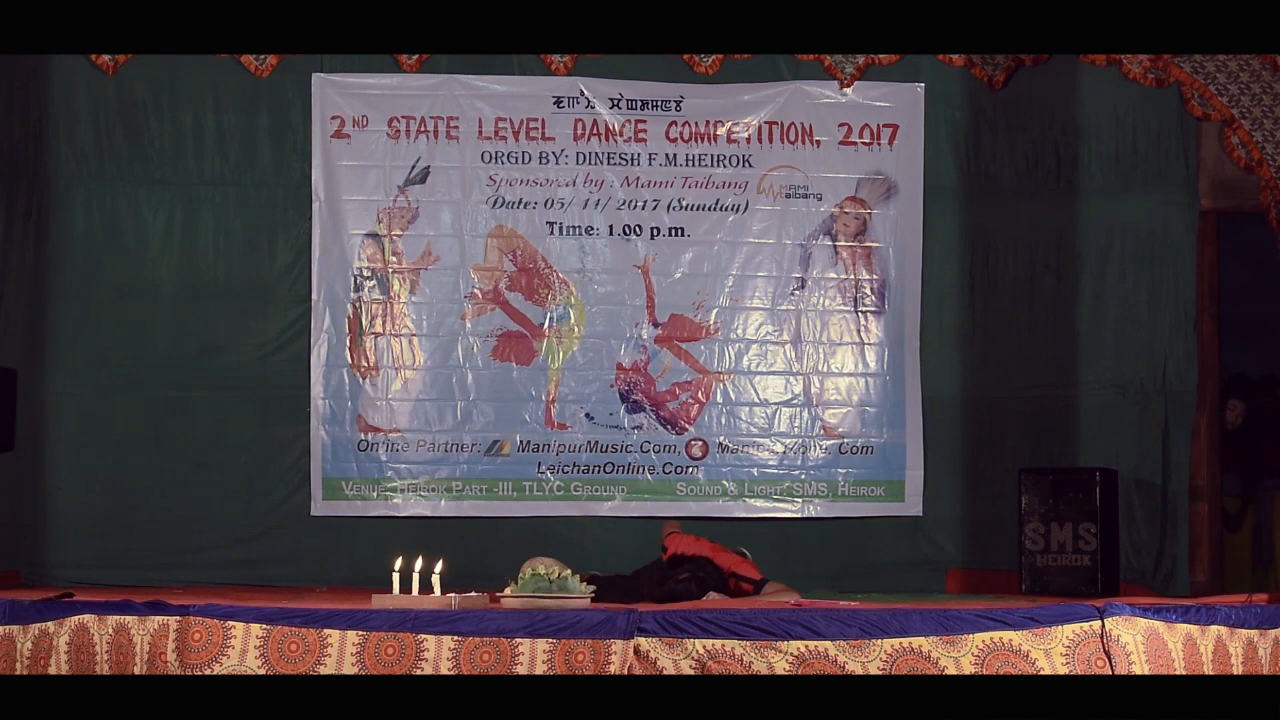 2ND STATE LEVEL DANCE COMPETITION, 2017
ORGD BY: DINESH F.M.HEIROK
Sponsored by : Mami Taibang
MAMI
taibang
Date: 05/ 11/ 2017 (Sunday)
Time: 1.00 p.m.
Online Partner: ManipurMusic.Com, Com
LeichanOnline.Com
VENUE: HEIROK PART -III, TLYC GROUND
SOUND & LIGHT: SMS, HEIROK
SMS
HEIROK